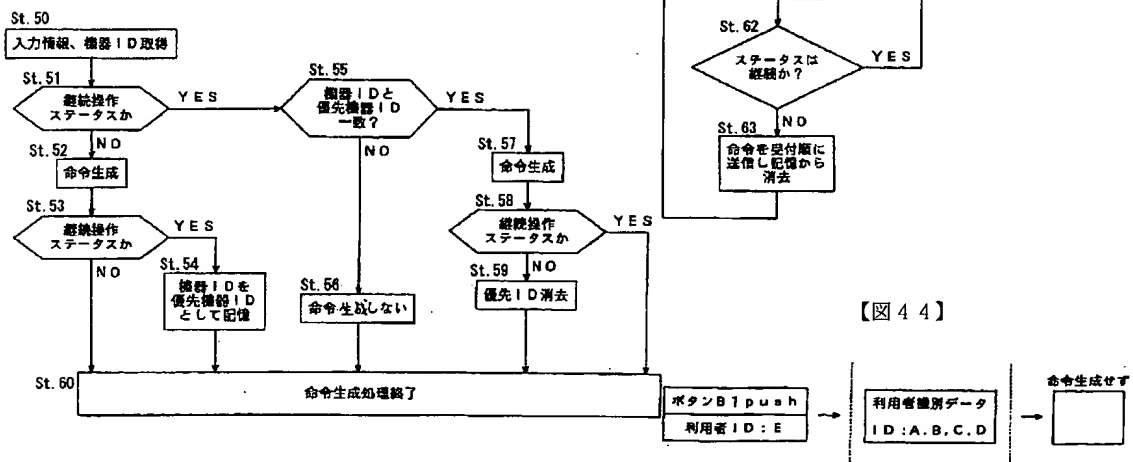 St.50
入力情報、機器ID取得
St.51
継続操作
ステータスか
YES
NO
St.52
命令生成
St.53
継続操作
ステータスか
YES
NO
St.54
機器IDを
優先機器ID
として記憶
St.55
機器IDと
優先機器ID
一致?
YES
NO
St.56
命令生成しない
St.57
命令生成
St.58
継続操作
ステータスか
YES
NO
St.59
優先ID消去
St.60
命令生成処理終了
St.62
ステータスは
継続か?
YES
NO
St.63
命令を受付順に
送信し記憶から
消去
【図44】
ボタンB1push
利用者ID:E
利用者識別データ
ID:A,B,C,D
命令生成せず